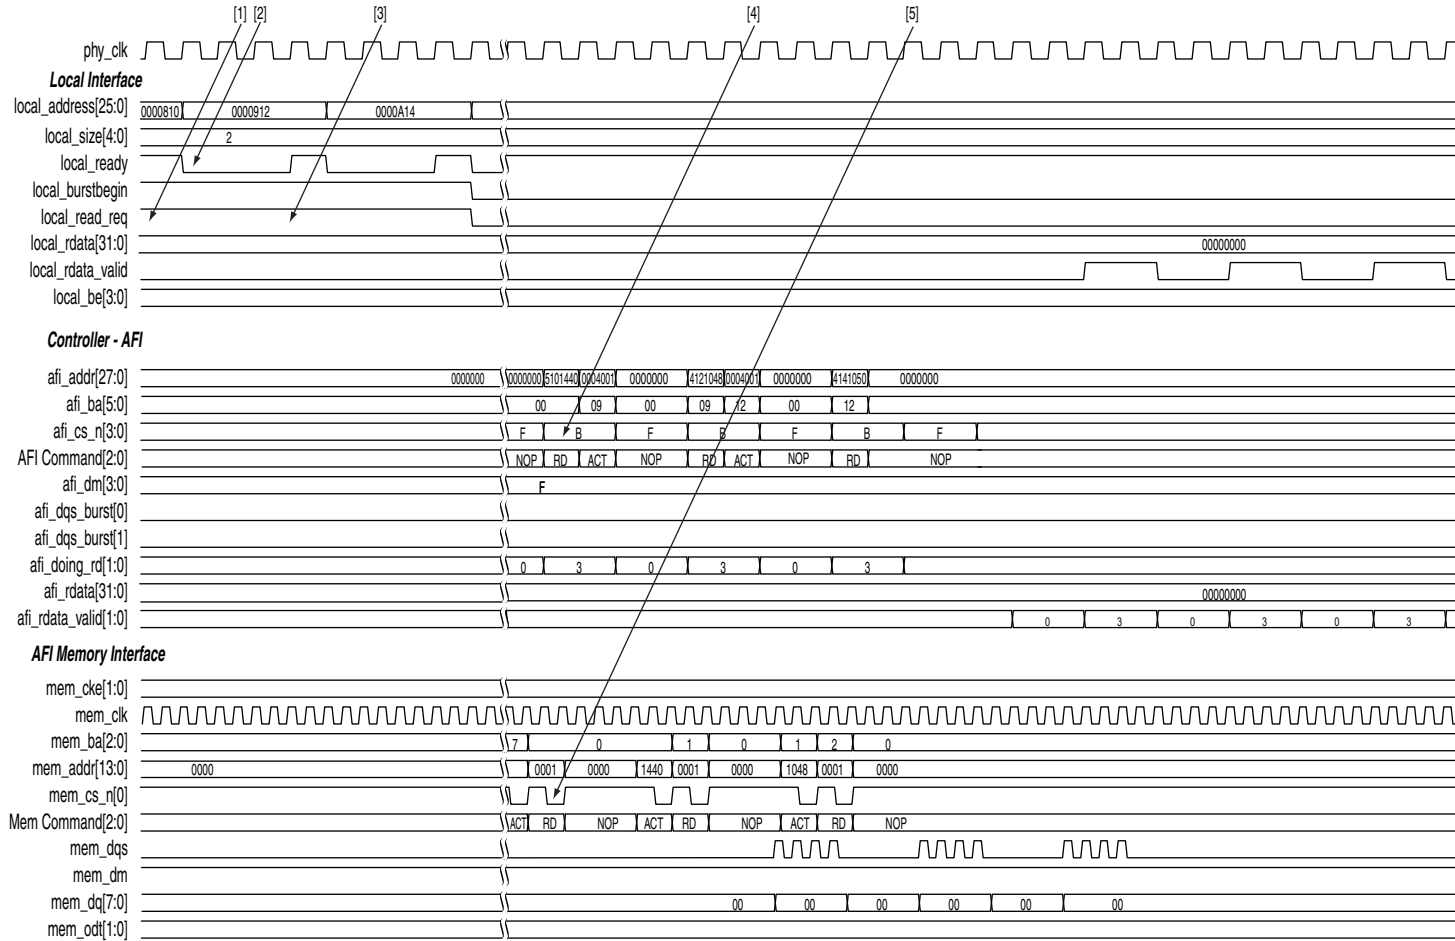 [1] [2] [3] [4] [5]
phy_clk
Local Interface
local_address[25:0] 0000810 0000912 0000A14
local_size[4:0] 2
local_ready
local_burstbegin
local_read_req
local_rdata[31:0] 00000000
local_rdata_valid
local_be[3:0]
Controller - AFI
afi_addr[27:0] 0000000 0000000 5101440 0004001 0000000 4121048 0004001 0000000 4141050 0000000
afi_ba[5:0] 00 09 00 09 12 00 12
afi_cs_n[3:0] F B F B F B F
AFI Command[2:0] NOP RD ACT NOP RD ACT NOP RD NOP
afi_dm[3:0] F
afi_dqs_burst[0]
afi_dqs_burst[1]
afi_doing_rd[1:0] 0 3 0 3 0 3
afi_rdata[31:0] 00000000
afi_rdata_valid[1:0] 0 3 0 3 0 3
AFI Memory Interface
mem_cke[1:0]
mem_clk
mem_ba[2:0] 7 0 1 0 1 2 0
mem_addr[13:0] 0000 0001 0000 1440 0001 0000 1048 0001 0000
mem_cs_n[0]
Mem Command[2:0] ACT RD NOP ACT RD NOP ACT RD NOP
mem_dqs
mem_dm
mem_dq[7:0] 00 00 00 00 00 00
mem_odt[1:0]